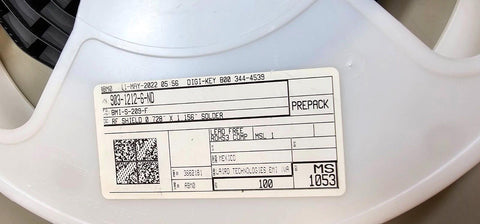 11-MAY-2022 05:56 DIGI-KEY 800 344-4539
903-1212-6-ND
BMI-S-209-F
RF SHIELD 0.728" X 1.156" SOLDER
PREPACK
LEAD FREE
ROHS3 COMP MSL 1
MEXICO
3662181
LAIRD TECHNOLOGIES EMI
100
MS
1053